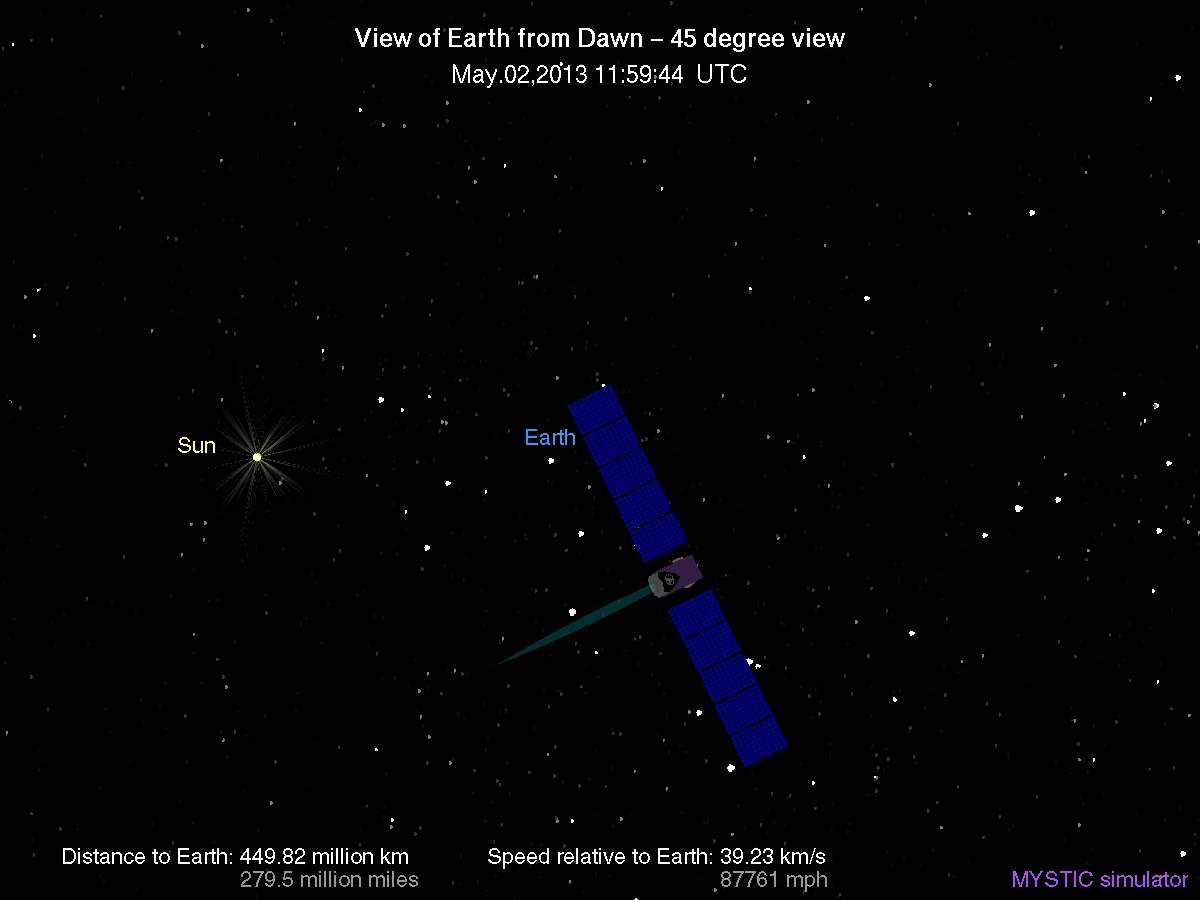 View of Earth from Dawn – 45 degree view
May.02,2013 11:59:44 UTC
Earth
Sun
Distance to Earth: 449.82 million km
279.5 million miles
Speed relative to Earth: 39.23 km/s
87761 mph
MYSTIC simulator